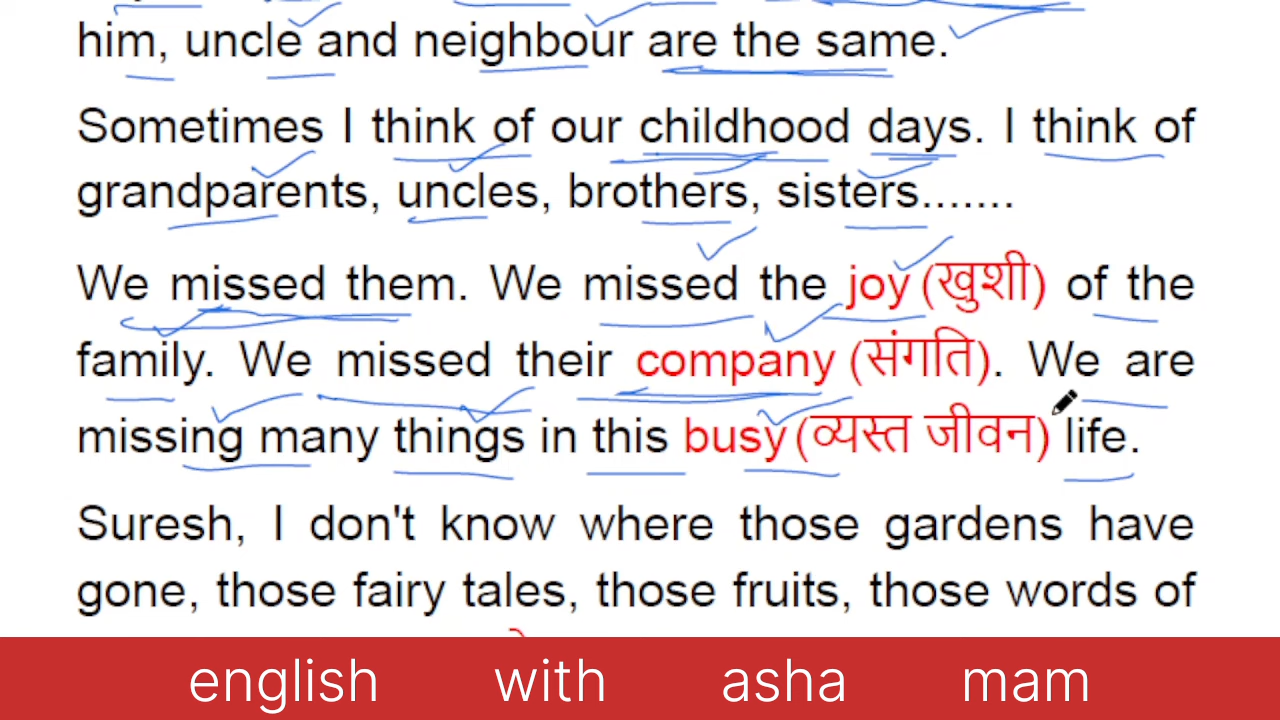 him, uncle and neighbour are the same.
Sometimes I think of our childhood days. I think of
grandparents, uncles, brothers, sisters.......
We missed them. We missed the joy (खुशी) of the
family. We missed their company (संगति). We are
missing many things in this busy (व्यस्त जीवन) life.
Suresh, I don't know where those gardens have
gone, those fairy tales, those fruits, those words of
english with asha mam